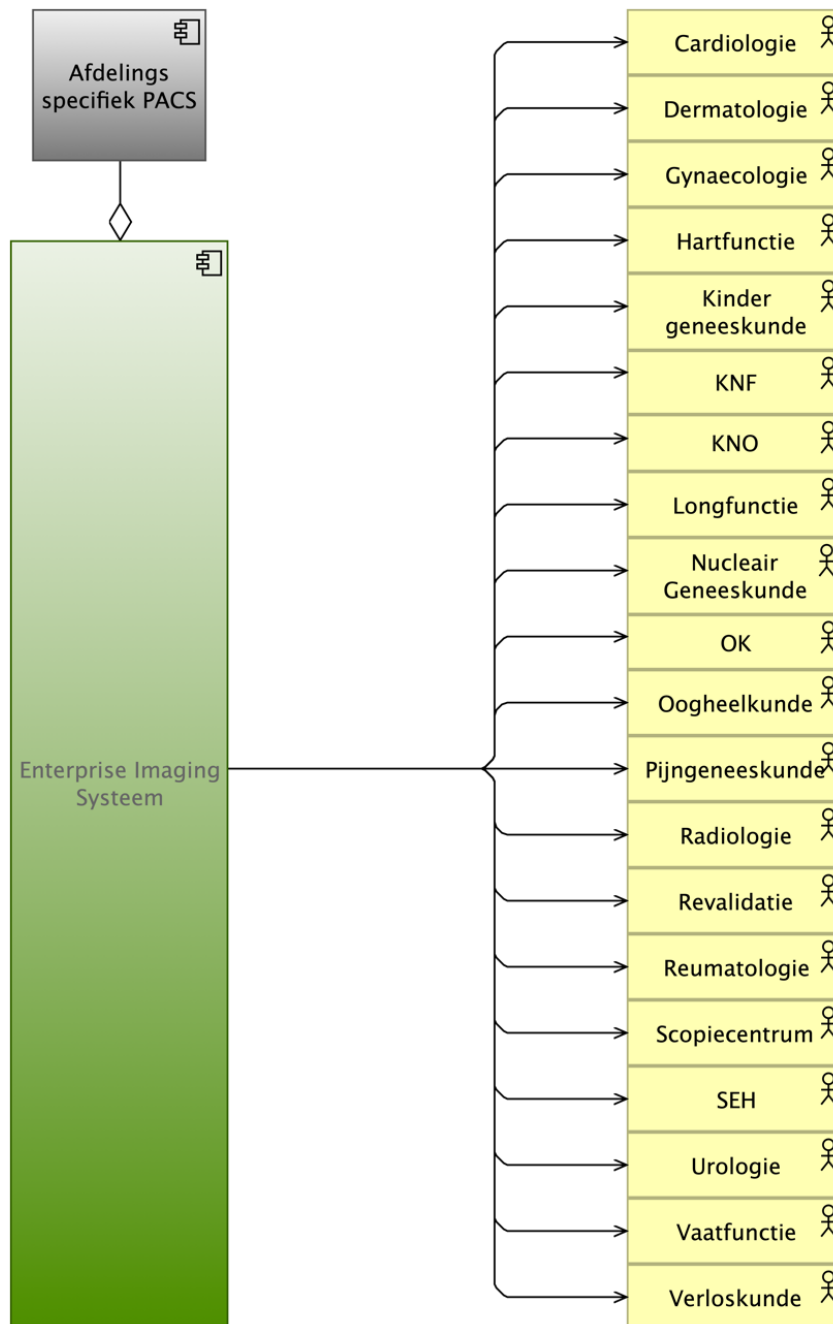 Afdelings
specifiek PACS
Enterprise Imaging
Systeem
Cardiologie
Dermatologie
Gynaecologie
Hartfunctie
Kinder
geneeskunde
KNF
KNO
Longfunctie
Nucleair
Geneeskunde
OK
Oogheelkunde
Pijngeneeskunde
Radiologie
Revalidatie
Reumatologie
Scopiecentrum
SEH
Urologie
Vaatfunctie
Verloskunde